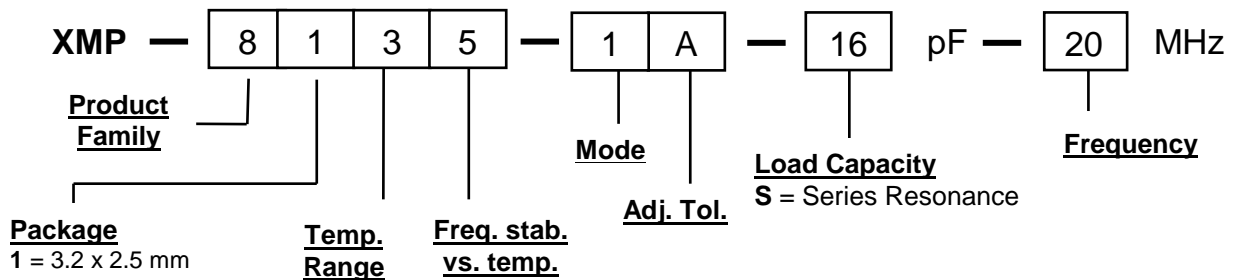 XMP — 8 1 3 5 — 1 A — 16 pF — 20 MHz
Product
Family
Mode
Load Capacity
S = Series Resonance
Frequency
Adj. Tol.
Package
1 = 3.2 x 2.5 mm
Temp.
Range
Freq. stab.
vs. temp.